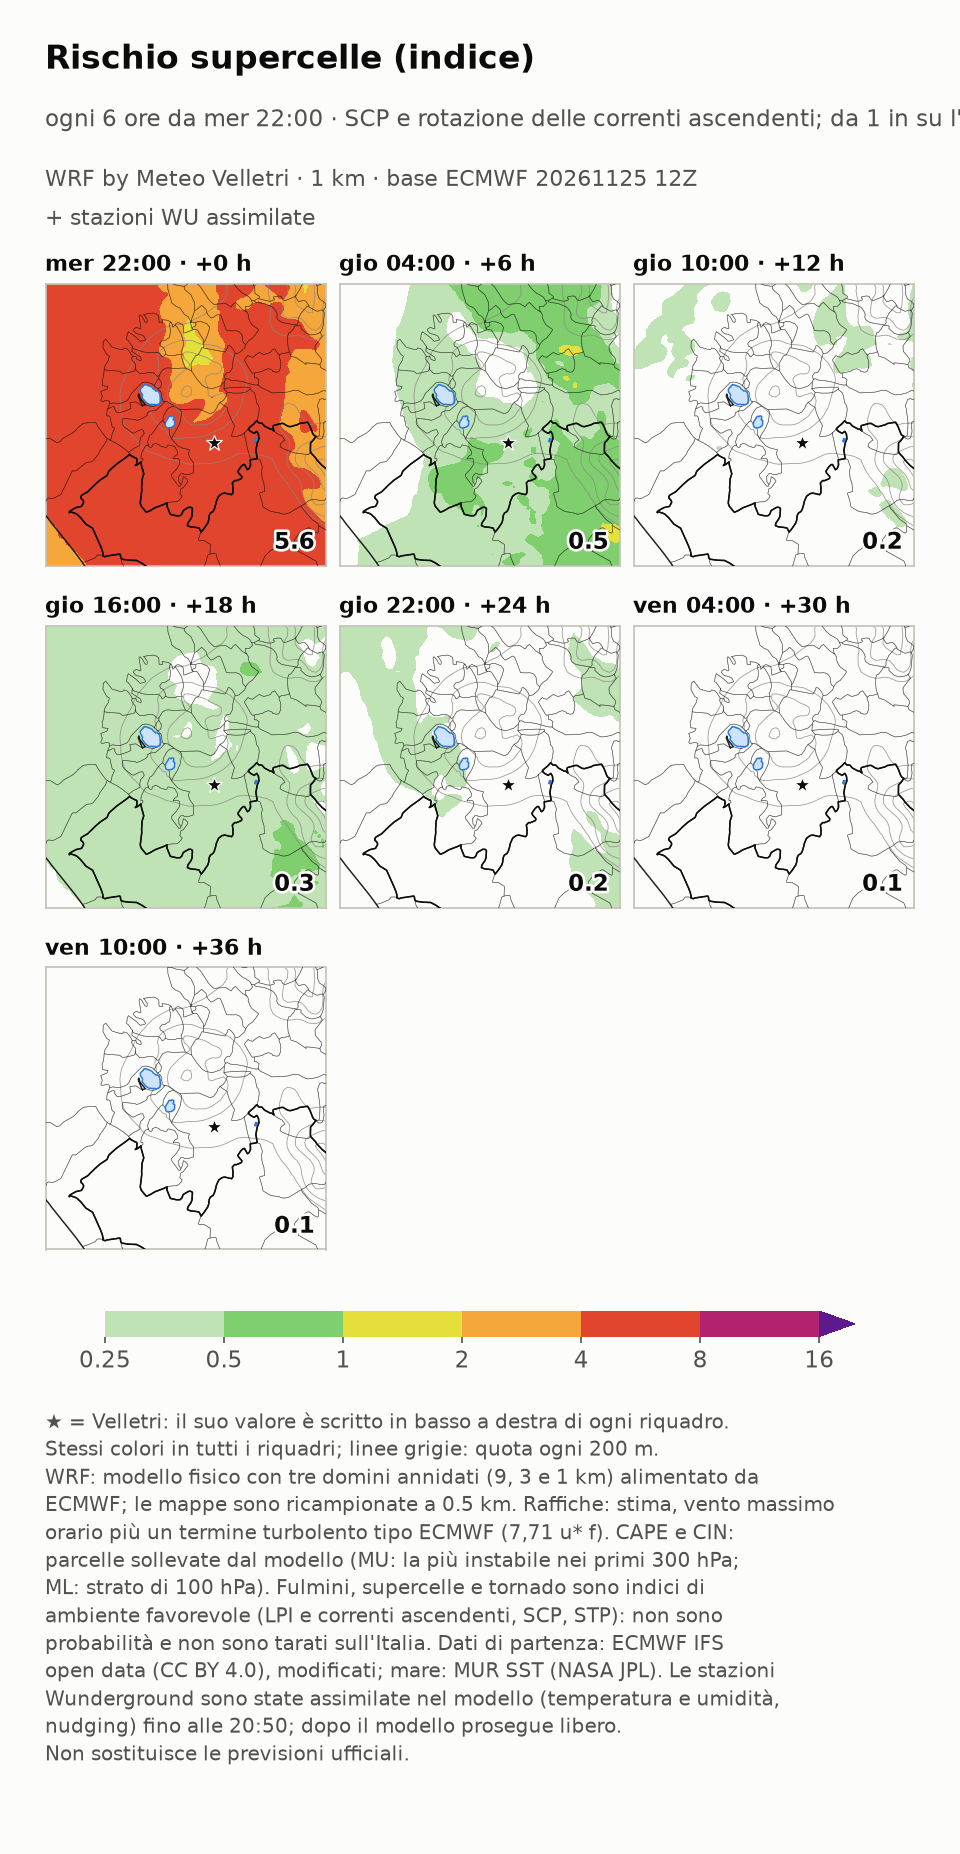 Rischio supercelle (indice)
ogni 6 ore da mer 22:00 · SCP e rotazione delle correnti ascendenti; da 1 in su l'
WRF by Meteo Velletri · 1 km · base ECMWF 20261125 12Z
+ stazioni WU assimilate
mer 22:00 · +0 h
gio 04:00 · +6 h
gio 10:00 · +12 h
5.6
0.5
0.2
gio 16:00 · +18 h
gio 22:00 · +24 h
ven 04:00 · +30 h
0.3
0.2
0.1
ven 10:00 · +36 h
0.1
0.25 0.5 1 2 4 8 16
★ = Velletri: il suo valore è scritto in basso a destra di ogni riquadro.
Stessi colori in tutti i riquadri; linee grigie: quota ogni 200 m.
WRF: modello fisico con tre domini annidati (9, 3 e 1 km) alimentato da
ECMWF; le mappe sono ricampionate a 0.5 km. Raffiche: stima, vento massimo
orario più un termine turbolento tipo ECMWF (7,71 u* f). CAPE e CIN:
parcelle sollevate dal modello (MU: la più instabile nei primi 300 hPa;
ML: strato di 100 hPa). Fulmini, supercelle e tornado sono indici di
ambiente favorevole (LPI e correnti ascendenti, SCP, STP): non sono
probabilità e non sono tarati sull'Italia. Dati di partenza: ECMWF IFS
open data (CC BY 4.0), modificati; mare: MUR SST (NASA JPL). Le stazioni
Wunderground sono state assimilate nel modello (temperatura e umidità,
nudging) fino alle 20:50; dopo il modello prosegue libero.
Non sostituisce le previsioni ufficiali.